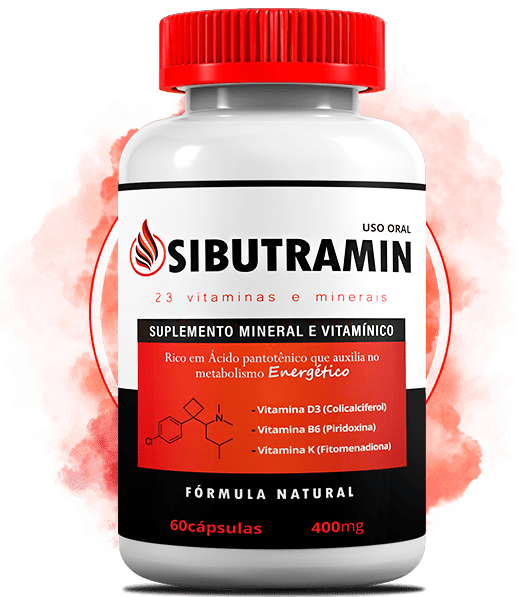 USO ORAL
SIBUTRAMIN
23 vitaminas e minerais
SUPLEMENTO MINERAL E VITAMÍNICO
Rico em Ácido pantotênico que auxilia no
metabolismo Energético
- Vitamina D3 (Colicalciferol)
- Vitamina B6 (Piridoxina)
- Vitamina K (Fitomenadiona)
Cl
N
FÓRMULA NATURAL
60cápsulas 400mg